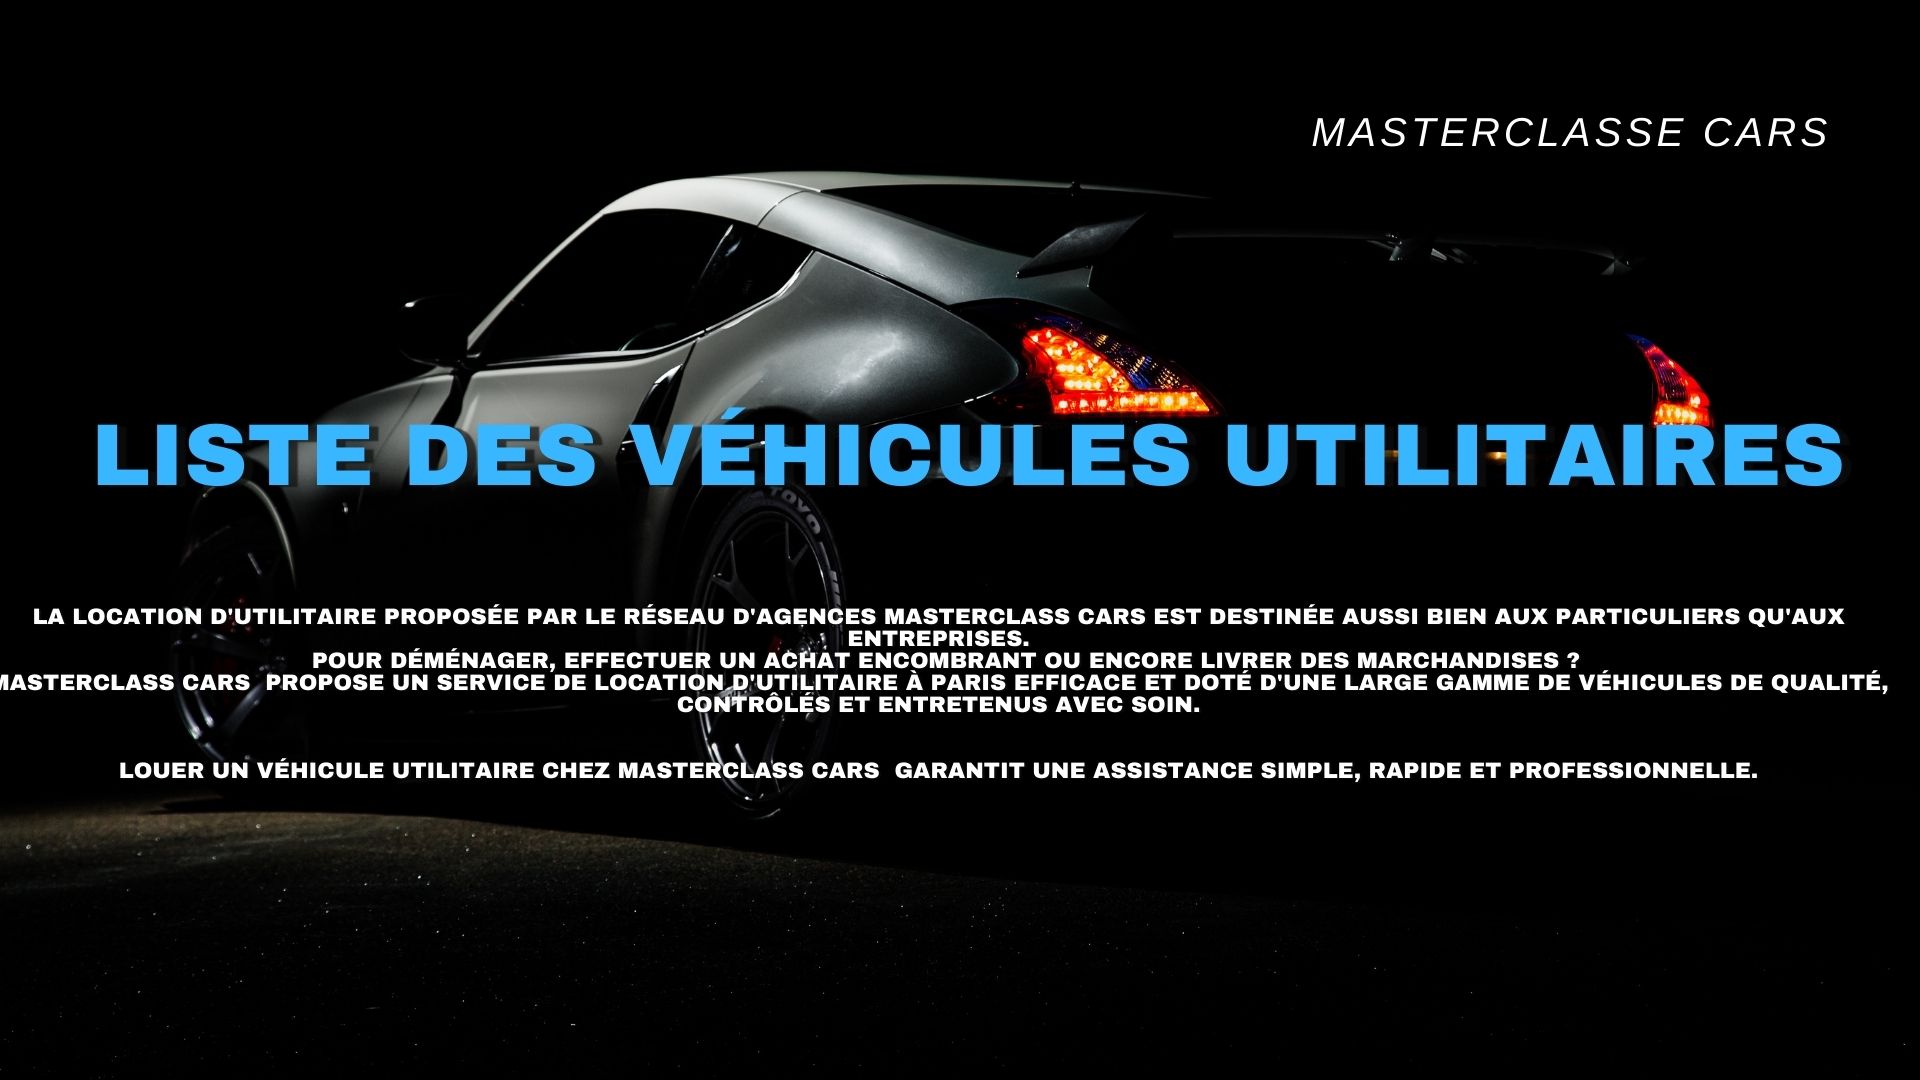 MASTERCLASSE CARS
LISTE DES VÉHICULES UTILITAIRES
TOYO
LA LOCATION D'UTILITAIRE PROPOSÉE PAR LE RÉSEAU D'AGENCES MASTERCLASS CARS EST DESTINÉE AUSSI BIEN AUX PARTICULIERS QU'AUX
ENTREPRISES.
POUR DÉMÉNAGER, EFFECTUER UN ACHAT ENCOMBRANT OU ENCORE LIVRER DES MARCHANDISES ?
MASTERCLASS CARS PROPOSE UN SERVICE DE LOCATION D'UTILITAIRE À PARIS EFFICACE ET DOTÉ D'UNE LARGE GAMME DE VÉHICULES DE QUALITÉ,
CONTRÔLÉS ET ENTRETENUS AVEC SOIN.
LOUER UN VÉHICULE UTILITAIRE CHEZ MASTERCLASS CARS GARANTIT UNE ASSISTANCE SIMPLE, RAPIDE ET PROFESSIONNELLE.